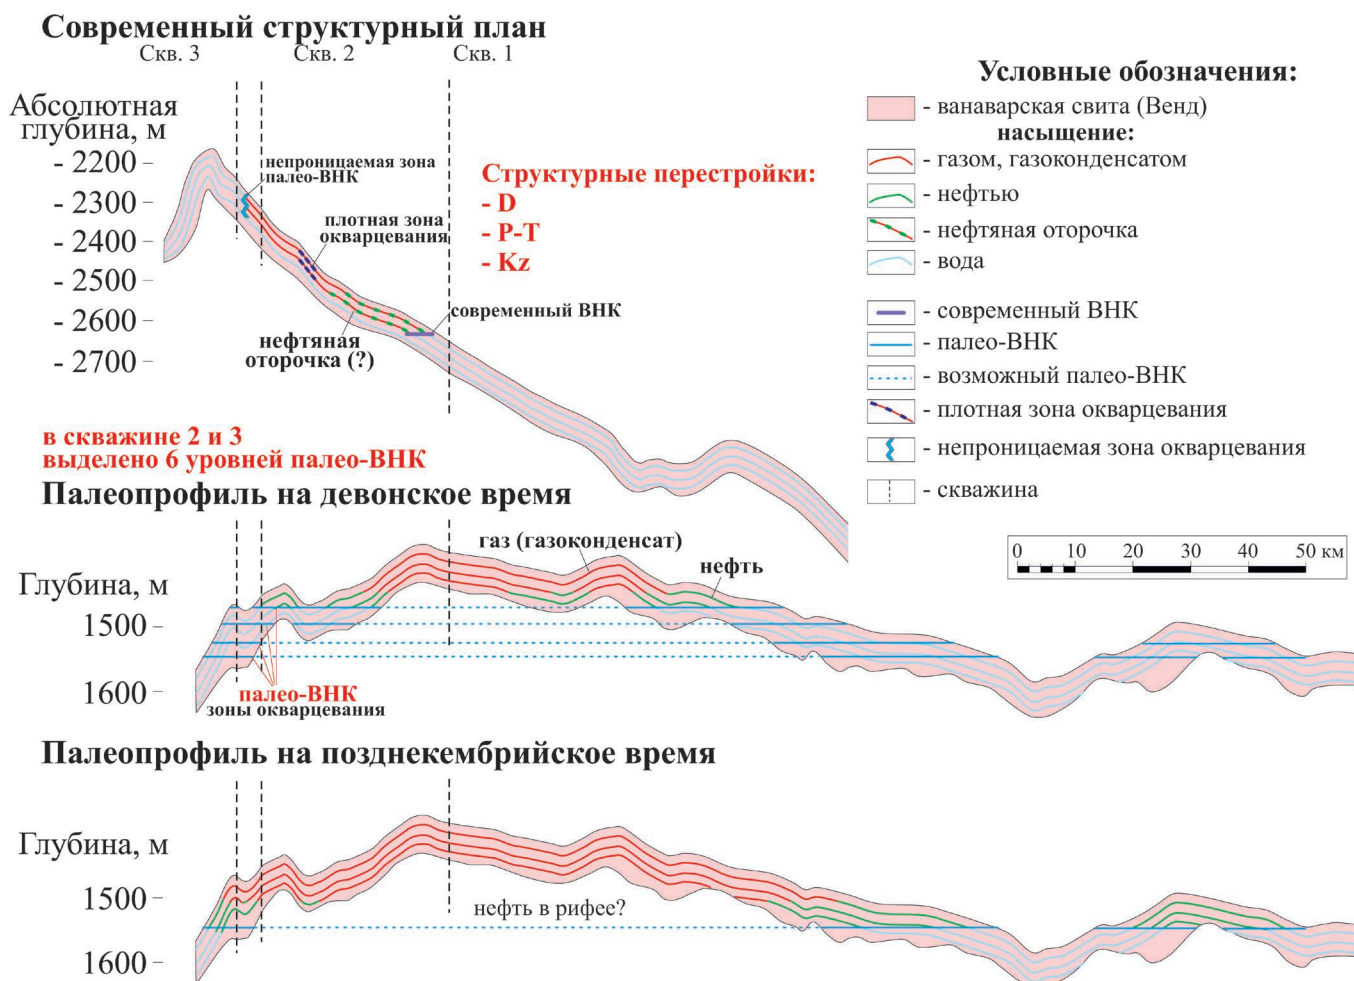 Современный структурный план
Скв. 3
Скв. 2
Скв. 1
Абсолютная
глубина, м
- 2200
- 2300
- 2400
- 2500
- 2600
- 2700
непроницаемая зона
палео-ВНК
плотная зона
окварцевания
Структурные перестройки:
- D
- P-T
- Kz
современный ВНК
нефтяная
оторочка (?)
в скважине 2 и 3
выделено 6 уровней палео-ВНК
Условные обозначения:
- ванаварская свита (Венд)
насыщение:
- газом, газоконденсатом
- нефтью
- нефтяная оторочка
- вода
- современный ВНК
- палео-ВНК
- возможный палео-ВНК
- плотная зона окварцевания
- непроницаемая зона окварцевания
- скважина
0 10 20 30 40 50 км
Палеопрофиль на девонское время
газ (газоконденсат)
нефть
Глубина, м
1500
1600
палео-ВНК
зоны окварцевания
Палеопрофиль на позднекембрийское время
Глубина, м
1500
1600
нефть в рифее?